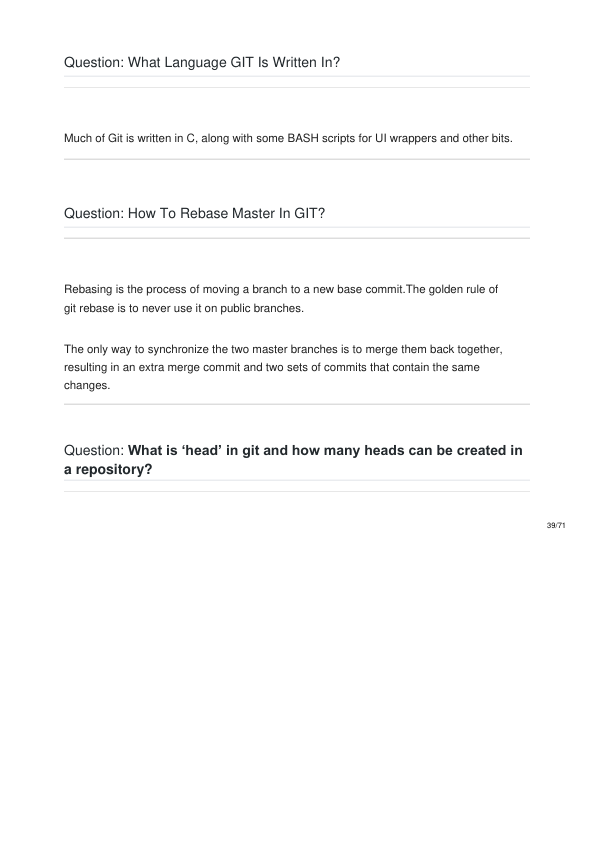 Question: What Language GIT Is Written In?
Much of Git is written in C, along with some BASH scripts for UI wrappers and other bits.
Question: How To Rebase Master In GIT?
Rebasing is the process of moving a branch to a new base commit.The golden rule of
git rebase is to never use it on public branches.
The only way to synchronize the two master branches is to merge them back together,
resulting in an extra merge commit and two sets of commits that contain the same
changes.
Question: What is ‘head’ in git and how many heads can be created in
a repository?
39/71